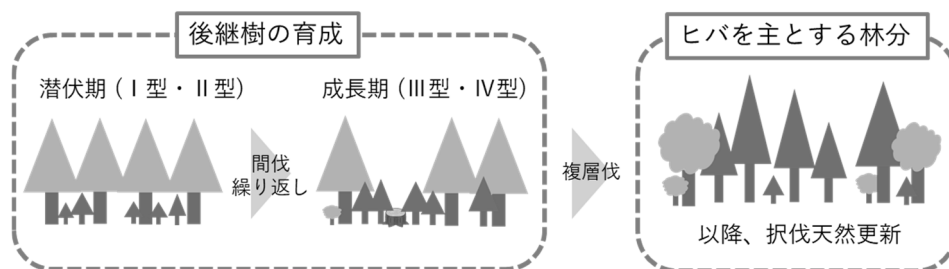 後継樹の育成
潜伏期（Ⅰ型・Ⅱ型）
成長期（Ⅲ型・Ⅳ型）
間伐
繰り返し
複層伐
ヒバを主とする林分
以降、択伐天然更新